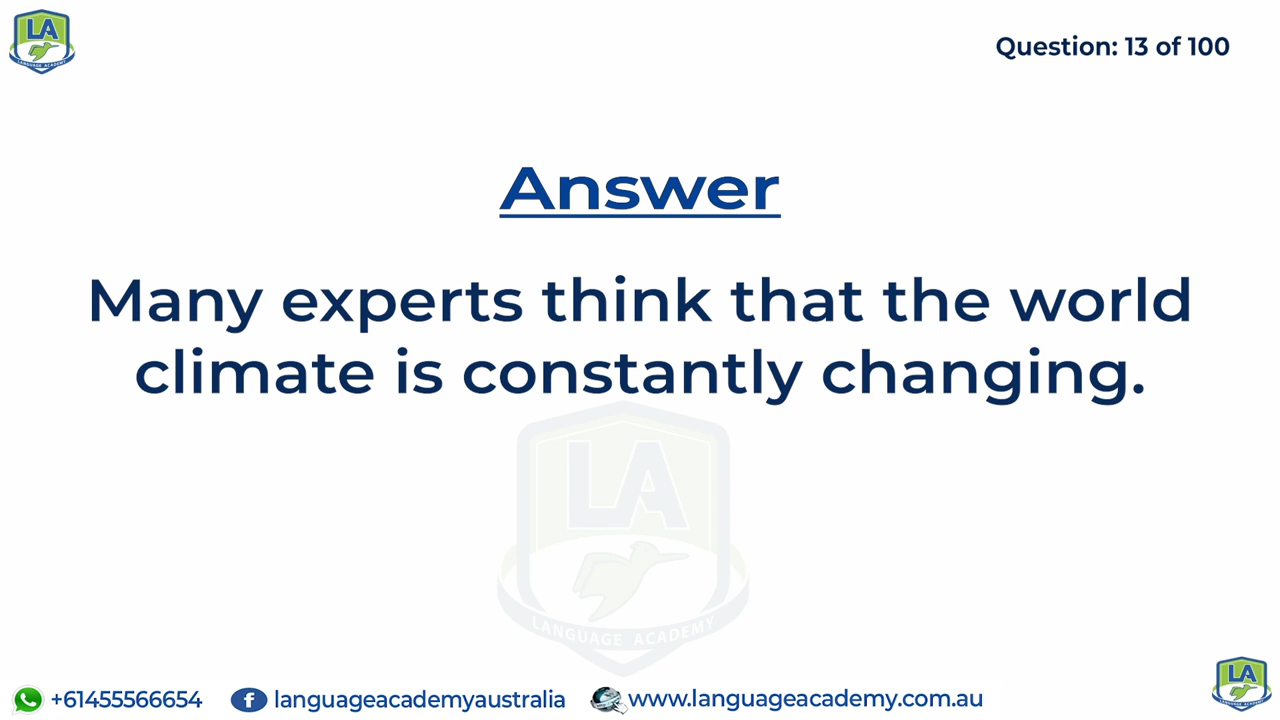 LA
LANGUAGE ACADEMY
Question: 13 of 100
Answer
Many experts think that the world
climate is constantly changing.
LA
LANGUAGE ACADEMY
+61455566654 languageacademyaustralia www.languageacademy.com.au
LA
LANGUAGE ACADEMY